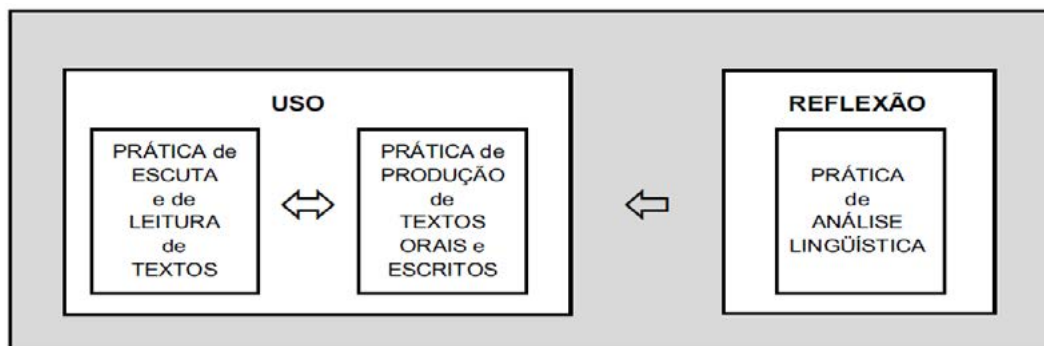 USO
PRÁTICA de
ESCUTA
e de
LEITURA
de
TEXTOS
PRÁTICA de
PRODUÇÃO
de
TEXTOS
ORAIS e
ESCRITOS
REFLEXÃO
PRÁTICA
de
ANÁLISE
LINGÜÍSTICA